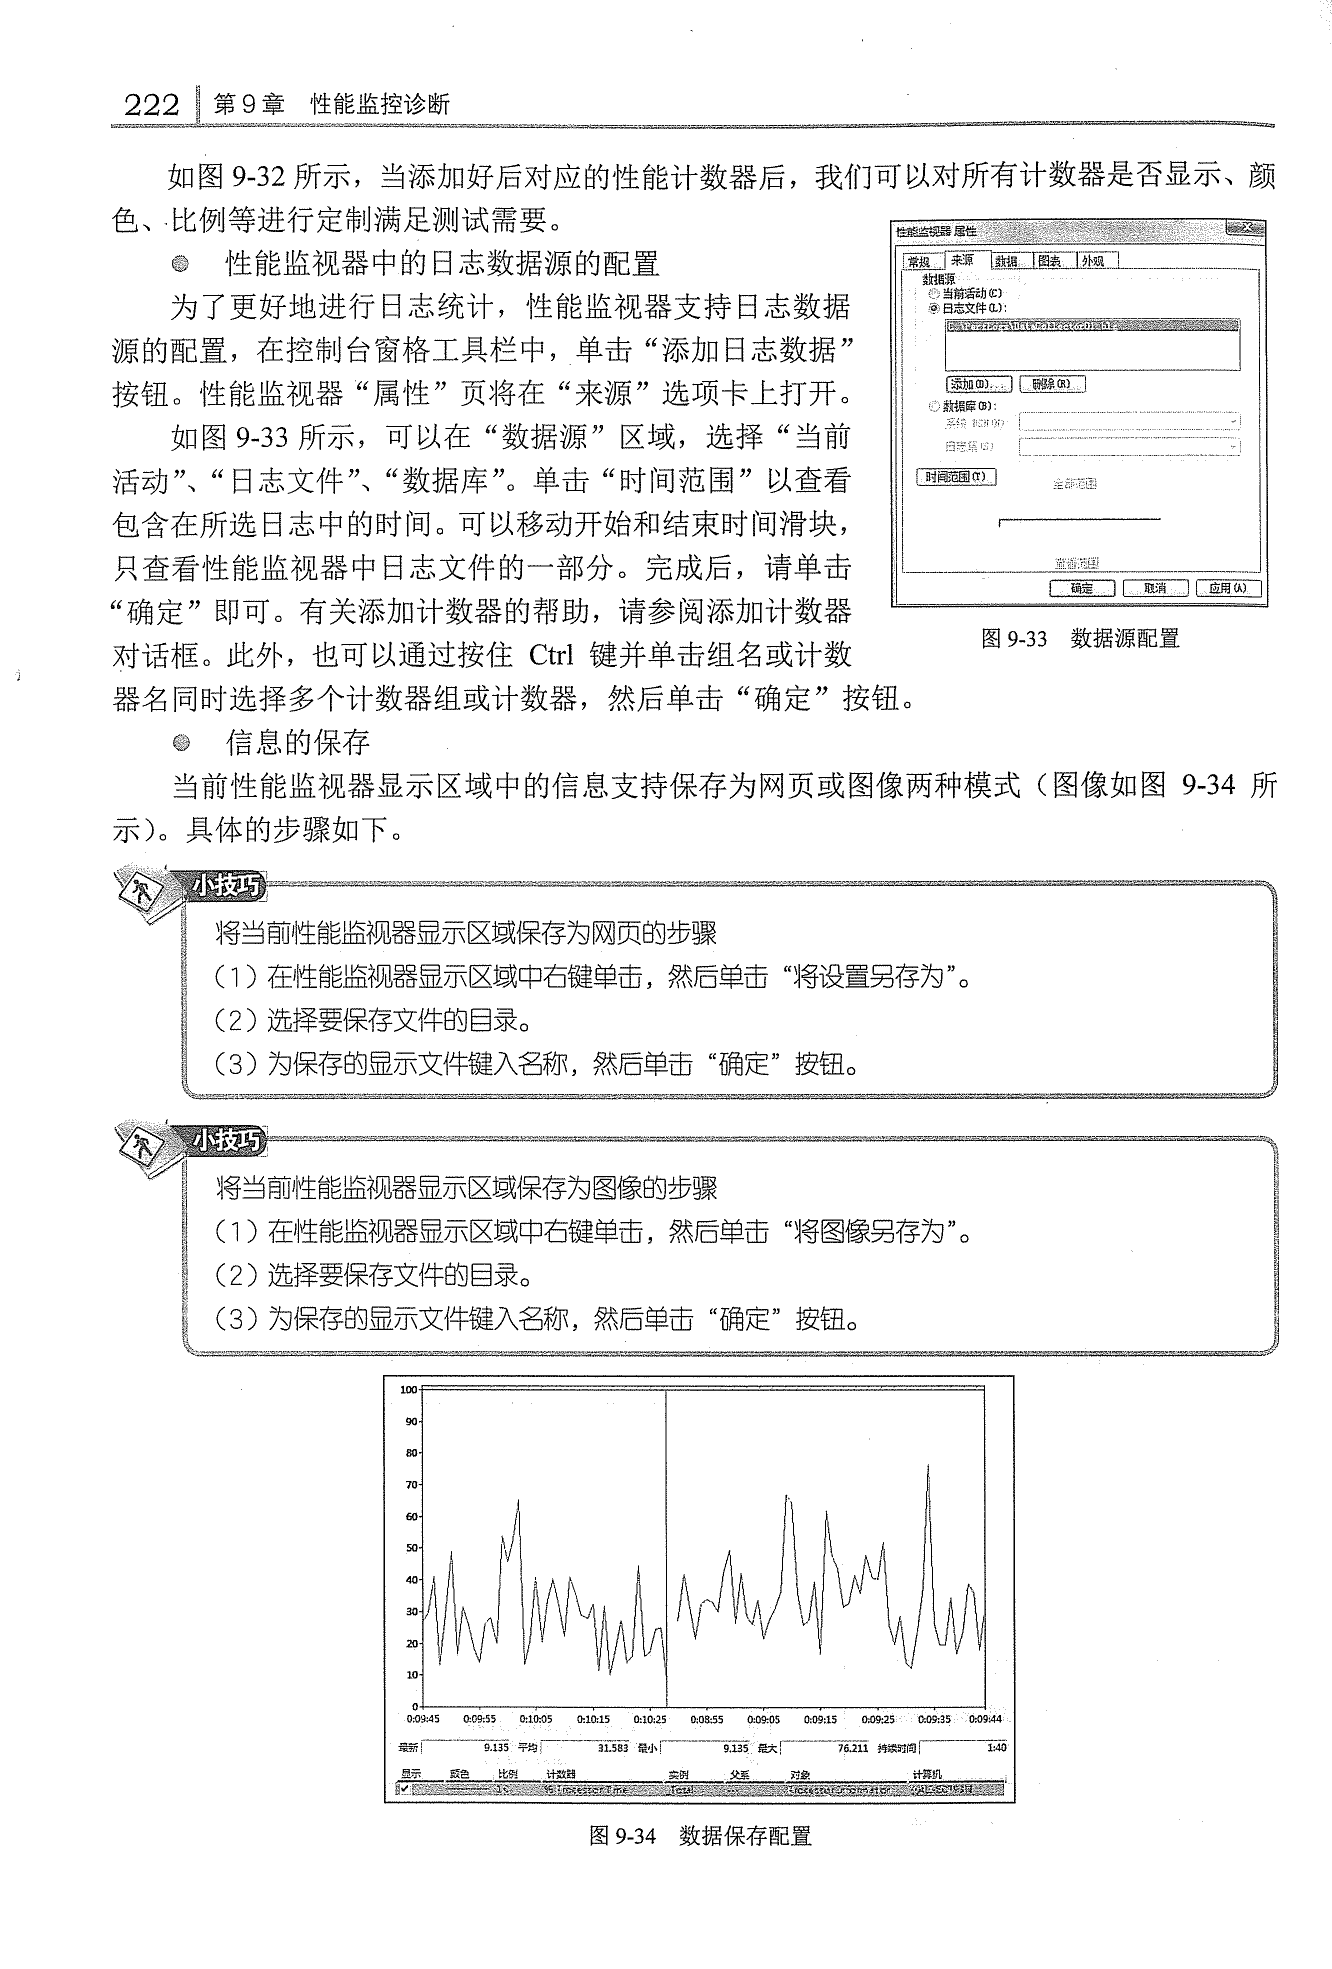 222 第9章 性能监控诊断
如图 9-32 所示，当添加好后对应的性能计数器后，我们可以对所有计数器是否显示、颜
色、比例等进行定制满足测试需要。
● 性能监视器中的日志数据源的配置
为了更好地进行日志统计，性能监视器支持日志数据
源的配置，在控制台窗格工具栏中，单击“添加日志数据”
按钮。性能监视器“属性”页将在“来源”选项卡上打开。
如图 9-33 所示，可以在“数据源”区域，选择“当前
活动”、“日志文件”、“数据库”。单击“时间范围”以查看
包含在所选日志中的时间。可以移动开始和结束时间滑块，
只查看性能监视器中日志文件的一部分。完成后，请单击
“确定”即可。有关添加计数器的帮助，请参阅添加计数器
对话框。此外，也可以通过按住 Ctrl 键并单击组名或计数
器名同时选择多个计数器组或计数器，然后单击“确定”按钮。
性能监视器 属性
常规 来源 数据 图表 外观
数据源
当前活动(C)
日志文件(L):
添加(D)... 删除(R)
数据库(B):
时间范围(T)
全部范围
查看范围
确定 取消 应用(A)
图 9-33 数据源配置
● 信息的保存
当前性能监视器显示区域中的信息支持保存为网页或图像两种模式（图像如图 9-34 所
示）。具体的步骤如下。
小技巧
将当前性能监视器显示区域保存为网页的步骤
（1）在性能监视器显示区域中右键单击，然后单击“将设置另存为”。
（2）选择要保存文件的目录。
（3）为保存的显示文件键入名称，然后单击“确定”按钮。
小技巧
将当前性能监视器显示区域保存为图像的步骤
（1）在性能监视器显示区域中右键单击，然后单击“将图像另存为”。
（2）选择要保存文件的目录。
（3）为保存的显示文件键入名称，然后单击“确定”按钮。
100
90
80
70
60
50
40
30
20
10
0
0:09:45 0:09:55 0:10:05 0:10:15 0:10:25 0:08:55 0:09:05 0:09:15 0:09:25 0:09:35 0:09:44
最新 9.135 平均 31.583 最小 9.135 最大 76.211 持续时间 1:40
显示 颜色 比例 计数器 实例 父系 对象 计算机
图 9-34 数据保存配置